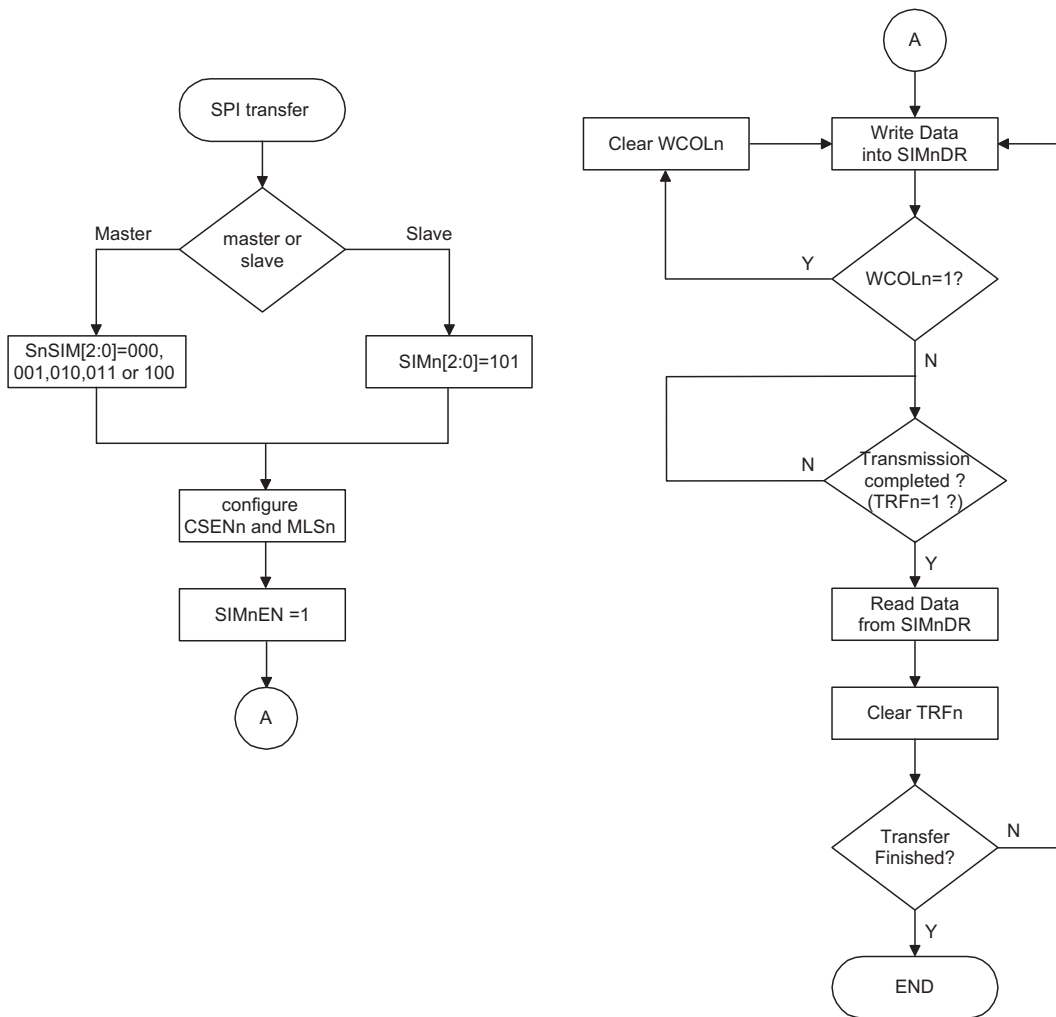 SPI transfer
Master
master or
slave
Slave
SnSIM[2:0]=000,
001,010,011 or 100
SIMn[2:0]=101
configure
CSENn and MLSn
SIMnEN =1
A
A
Clear WCOLn
Write Data
into SIMnDR
Y
WCOLn=1?
N
N
Transmission
completed ?
(TRFn=1 ?)
Y
Read Data
from SIMnDR
Clear TRFn
Transfer
Finished?
N
Y
END